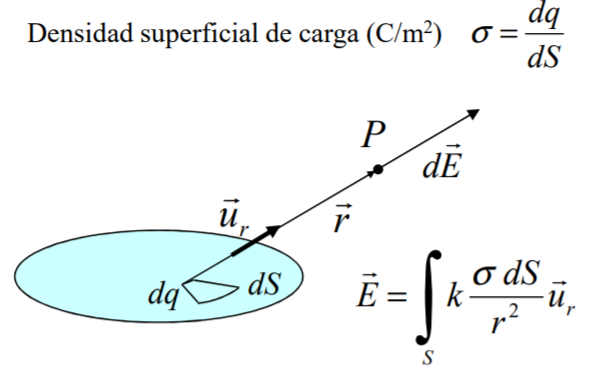 Densidad superficial de carga (C/m²) σ = dq/dS
P
dE⃗
u⃗r
r⃗
dq dS
E⃗ = ∫S k σ dS/r² u⃗r